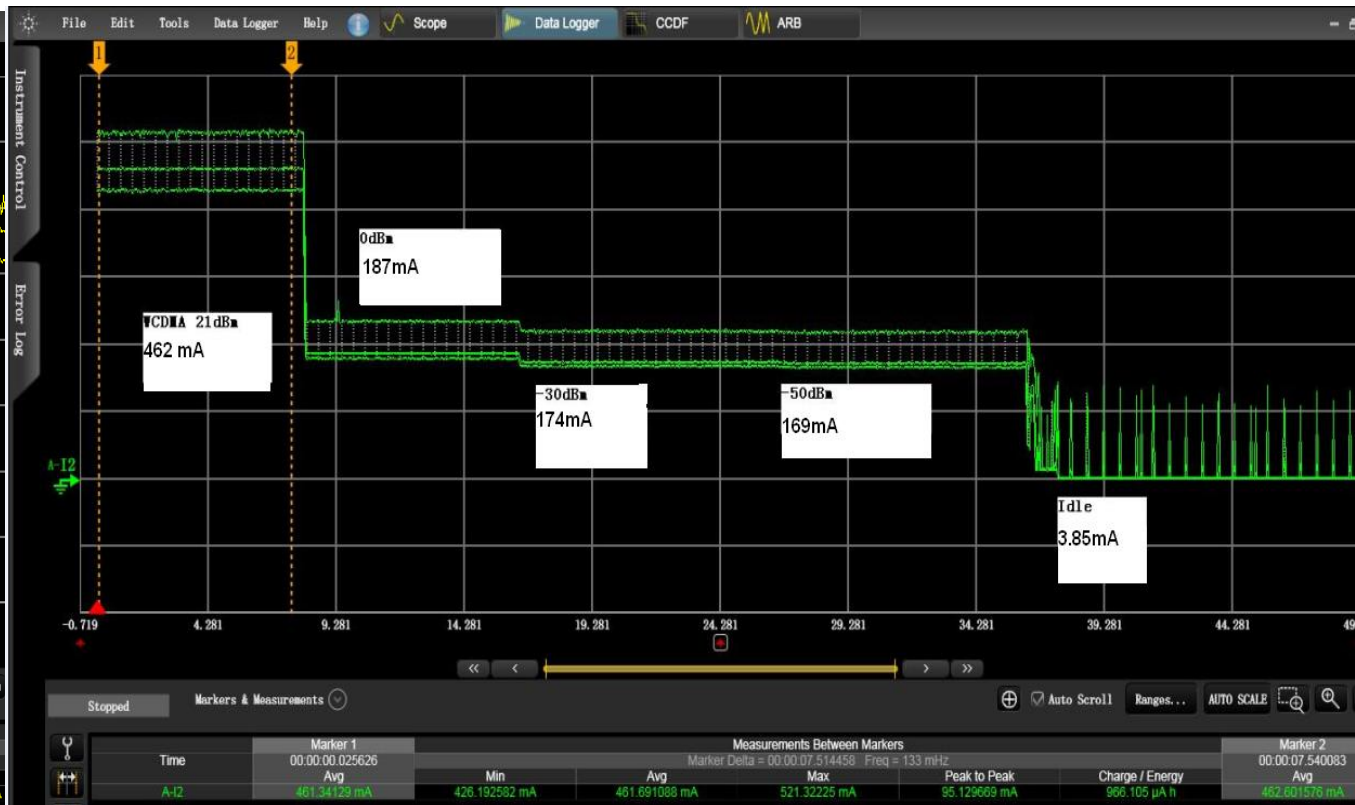 File Edit Tools Data Logger Help Scope Data Logger CCDF ARB
Instrument Control
Error Log
1 2
0dBm
187mA
WCDMA 21dBm
462 mA
-30dBm
174mA
-50dBm
169mA
A-I2
Idle
3.85mA
-0.719 4.281 9.281 14.281 19.281 24.281 29.281 34.281 39.281 44.281 49
Stopped Markers & Measurements Auto Scroll Ranges... AUTO SCALE
Marker 1 Measurements Between Markers Marker 2
Time 00:00:00.025626 Marker Delta = 00:00:07.514458 Freq = 133 mHz 00:00:07.540083
Avg Min Avg Max Peak to Peak Charge / Energy Avg
A-I2 461.34129 mA 426.192582 mA 461.691088 mA 521.32225 mA 95.129669 mA 966.105 µA h 462.601576 mA